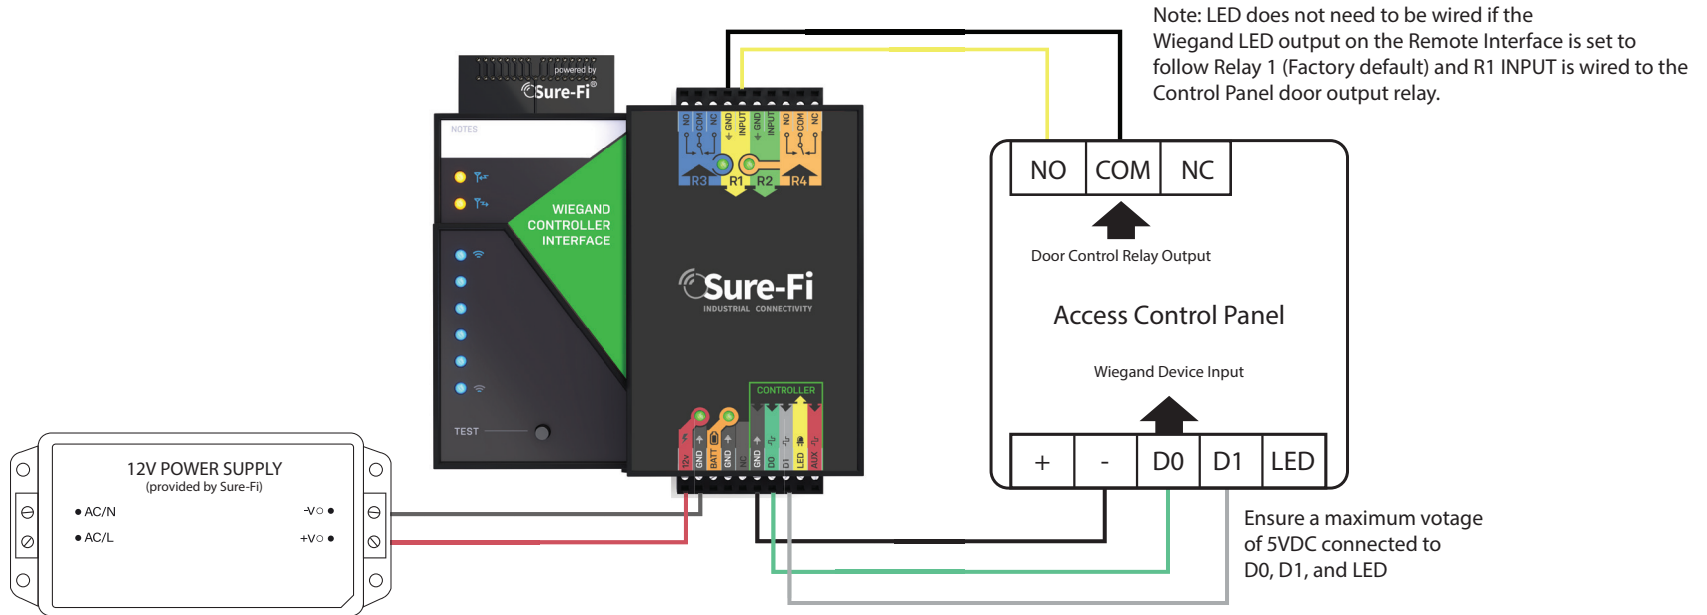 Note: LED does not need to be wired if the
Wiegand LED output on the Remote Interface is set to
follow Relay 1 (Factory default) and R1 INPUT is wired to the
Control Panel door output relay.
powered by
Sure-Fi®
NOTES
WIEGAND
CONTROLLER
INTERFACE
TEST
NO
COM
NC
GND
INPUT
GND
INPUT
NO
COM
NC
R3
R1
R2
R4
Sure-Fi
INDUSTRIAL CONNECTIVITY
CONTROLLER
12v
GND
BATT
GND
NC
GND
D0
D1
LED
AUX
NO COM NC
Door Control Relay Output
Access Control Panel
Wiegand Device Input
+ - D0 D1 LED
Ensure a maximum votage
of 5VDC connected to
D0, D1, and LED
12V POWER SUPPLY
(provided by Sure-Fi)
AC/N -V
AC/L +V